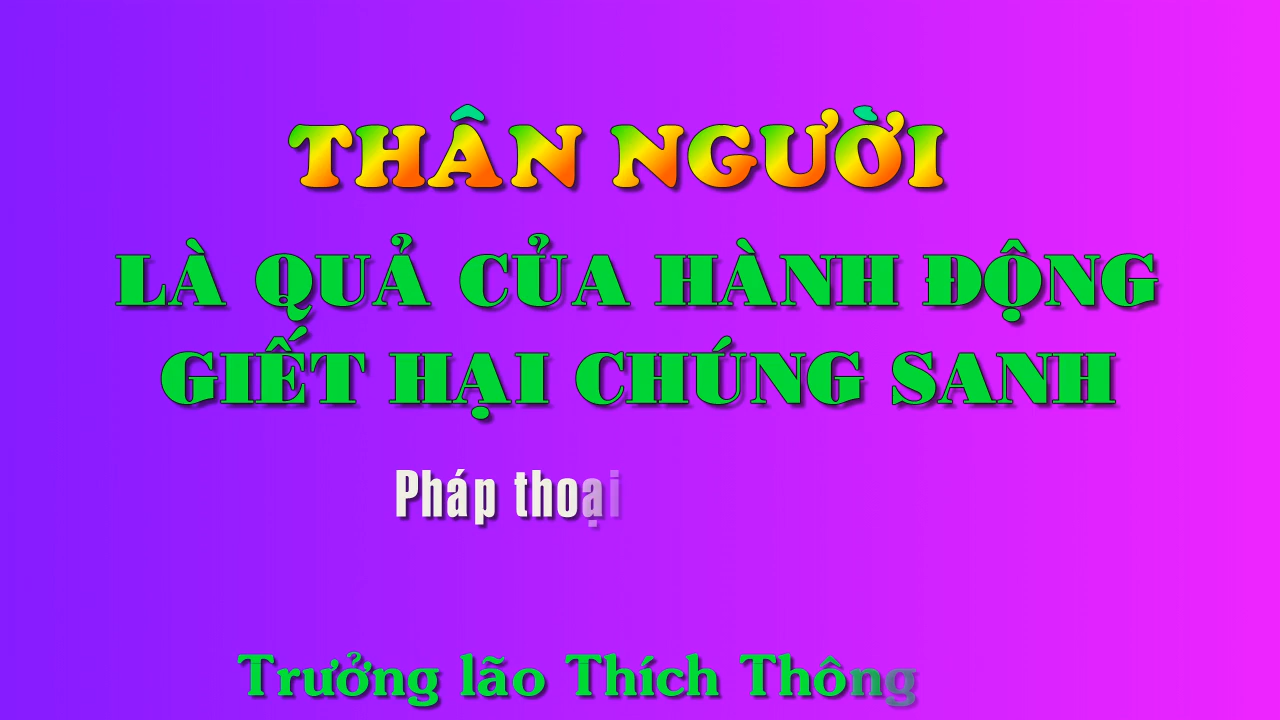 THÂN NGƯỜI
LÀ QUẢ CỦA HÀNH ĐỘNG
GIẾT HẠI CHÚNG SANH
Pháp thoại
Trưởng lão Thích Thông